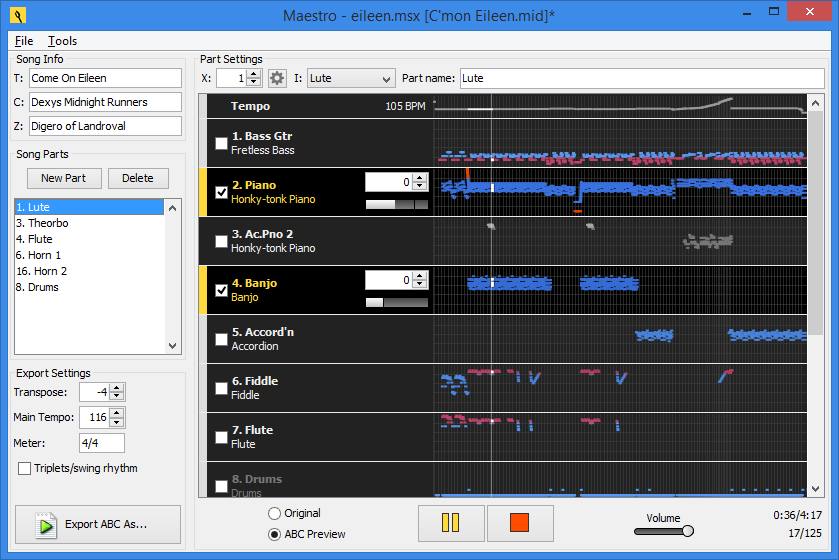 Maestro - eileen.msx [C'mon Eileen.mid]*
File Tools
Song Info
T: Come On Eileen
C: Dexys Midnight Runners
Z: Digero of Landroval
Song Parts
New Part Delete
1. Lute
3. Theorbo
4. Flute
6. Horn 1
16. Horn 2
8. Drums
Export Settings
Transpose: -4
Main Tempo: 116
Meter: 4/4
Triplets/swing rhythm
Export ABC As...
Part Settings
X: 1 I: Lute Part name: Lute
Tempo 105 BPM
1. Bass Gtr
Fretless Bass
2. Piano 0
Honky-tonk Piano
3. Ac.Pno 2
Honky-tonk Piano
4. Banjo 0
Banjo
5. Accord'n
Accordion
6. Fiddle
Fiddle
7. Flute
Flute
8. Drums
Drums
Original
ABC Preview
Volume
0:36/4:17
17/125